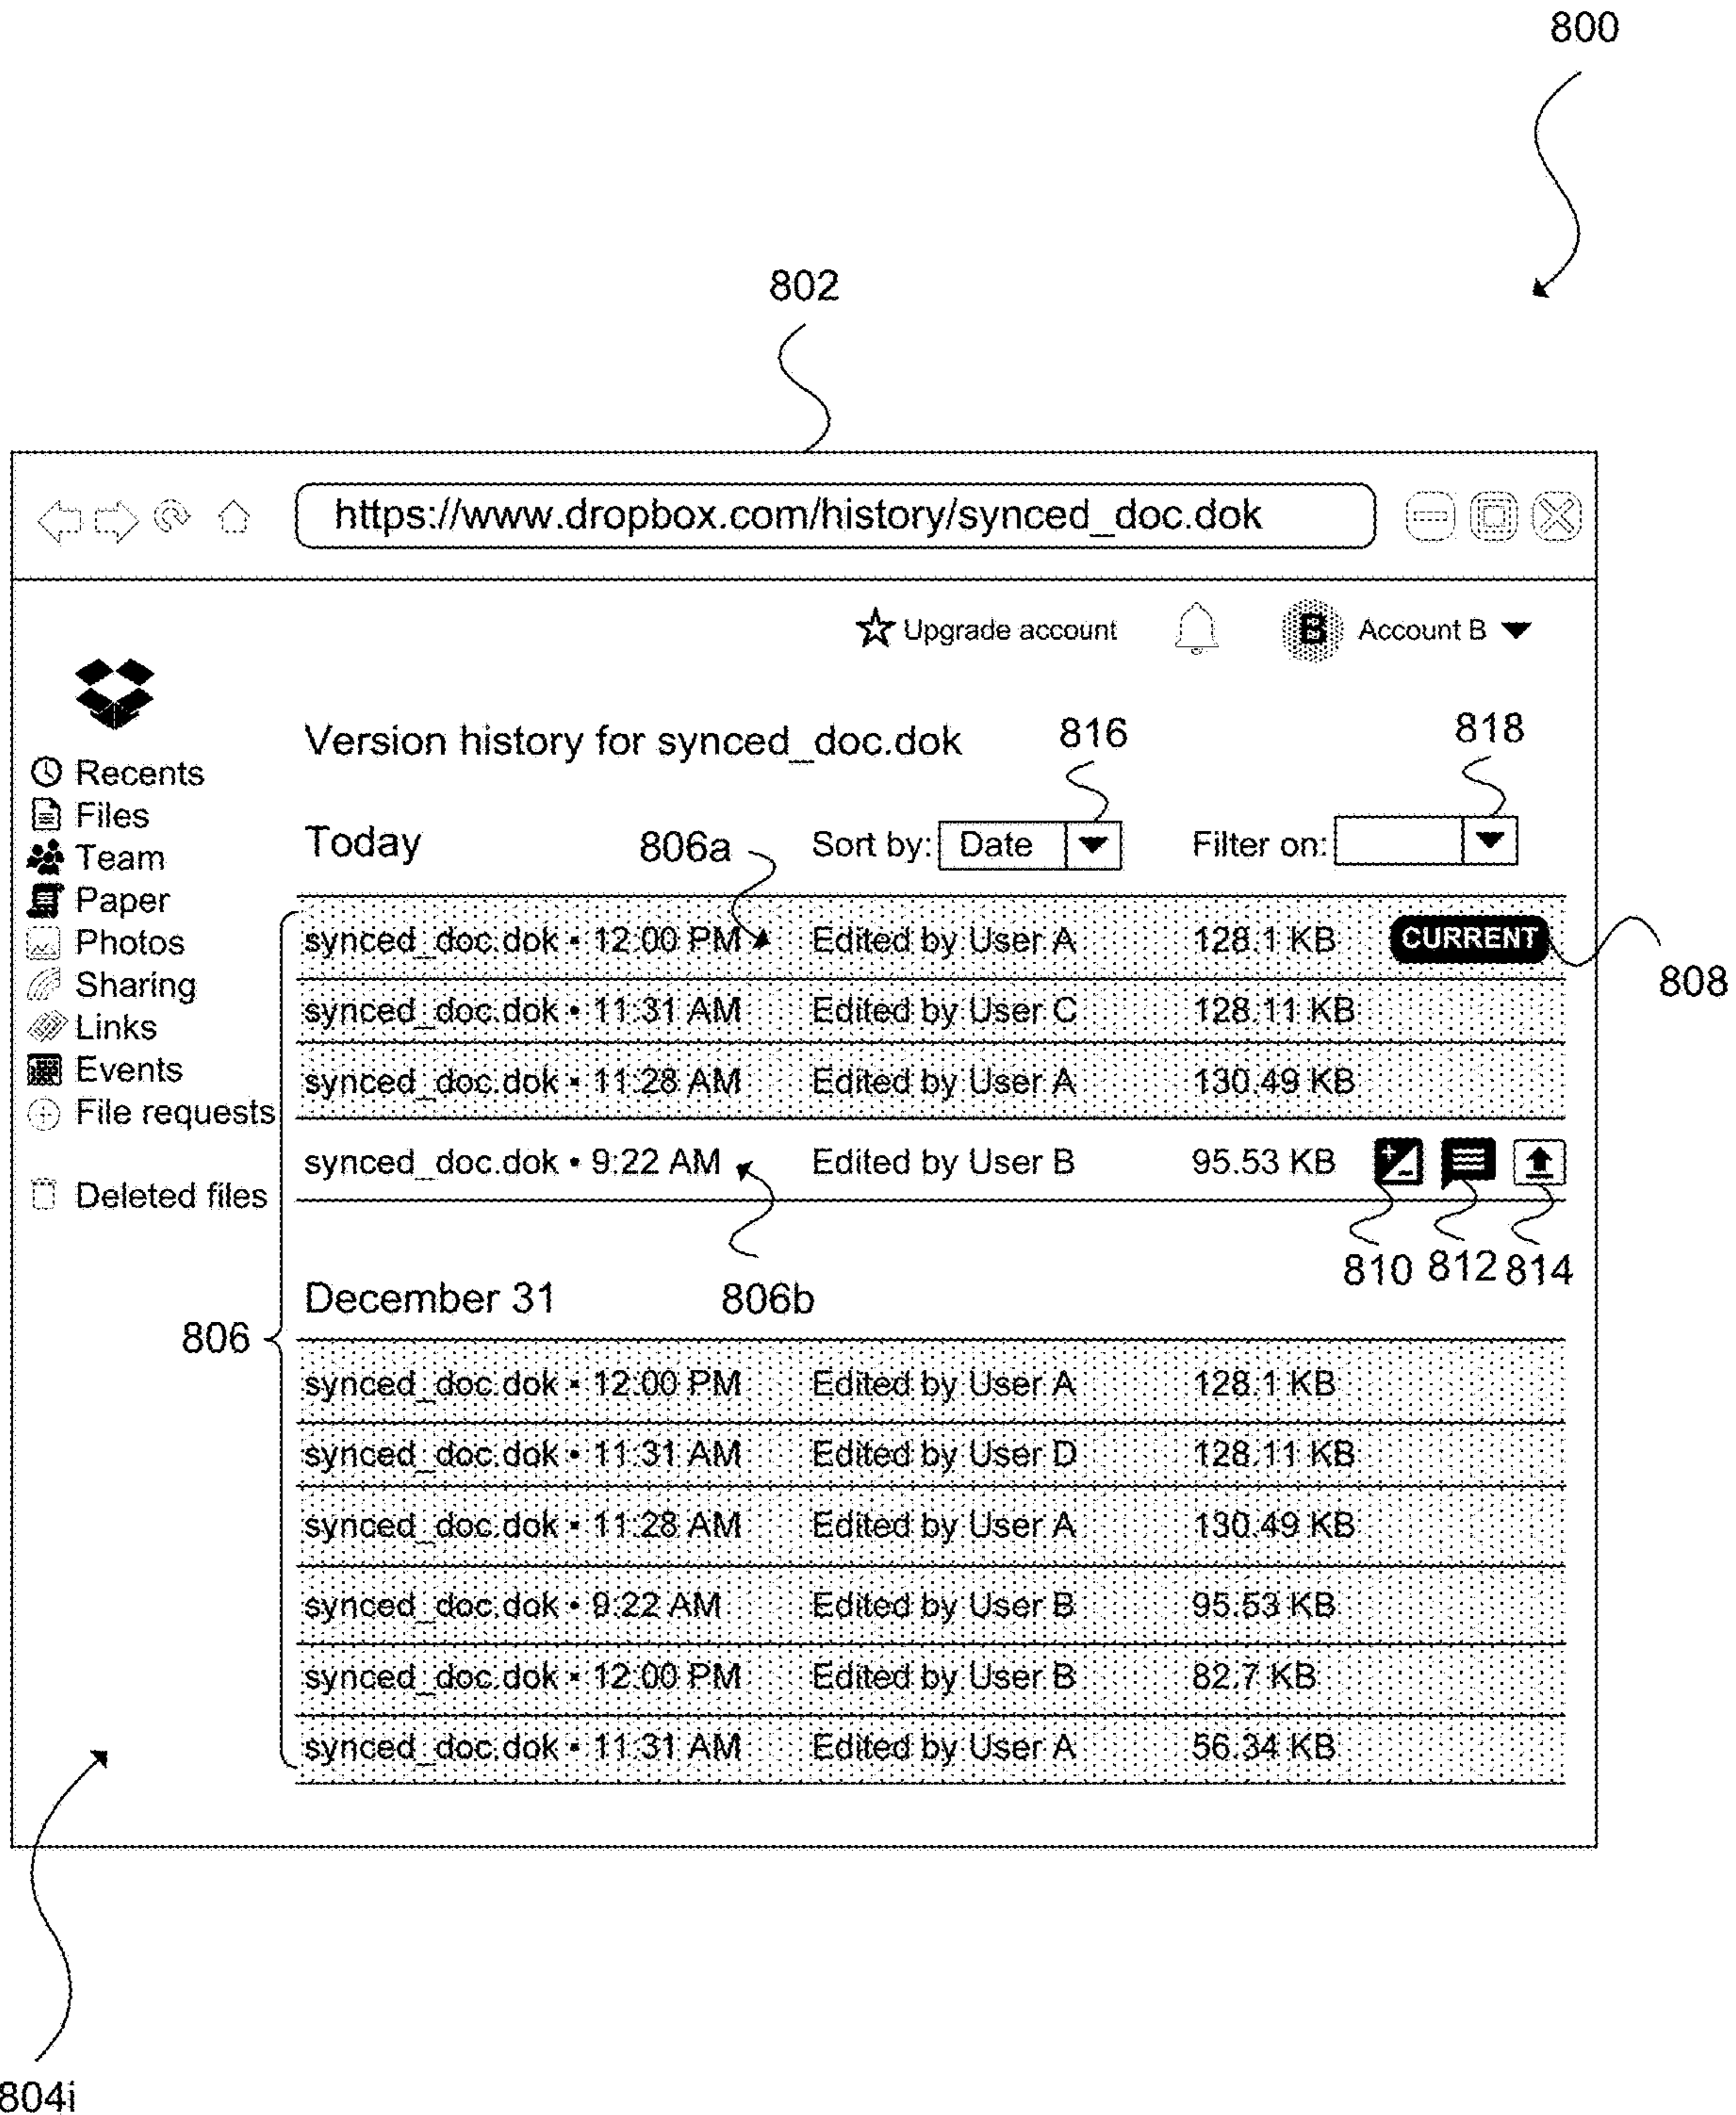 800
802
https://www.dropbox.com/history/synced_doc.dok
Upgrade account B Account B
Version history for synced_doc.dok 816 818
Recents
Files
Team
Paper
Photos
Sharing
Links
Events
File requests
Deleted files
Today 806a Sort by: Date Filter on:
synced_doc.dok • 12:00 PM Edited by User A 128.1 KB CURRENT
808
synced_doc.dok • 11:31 AM Edited by User C 128.11 KB
synced_doc.dok • 11:28 AM Edited by User A 130.49 KB
synced_doc.dok • 9:22 AM Edited by User B 95.53 KB
810 812 814
December 31 806b
806
synced_doc.dok • 12:00 PM Edited by User A 128.1 KB
synced_doc.dok • 11:31 AM Edited by User D 128.11 KB
synced_doc.dok • 11:28 AM Edited by User A 130.49 KB
synced_doc.dok • 9:22 AM Edited by User B 95.53 KB
synced_doc.dok • 12:00 PM Edited by User B 82.7 KB
synced_doc.dok • 11:31 AM Edited by User A 56.34 KB
804i